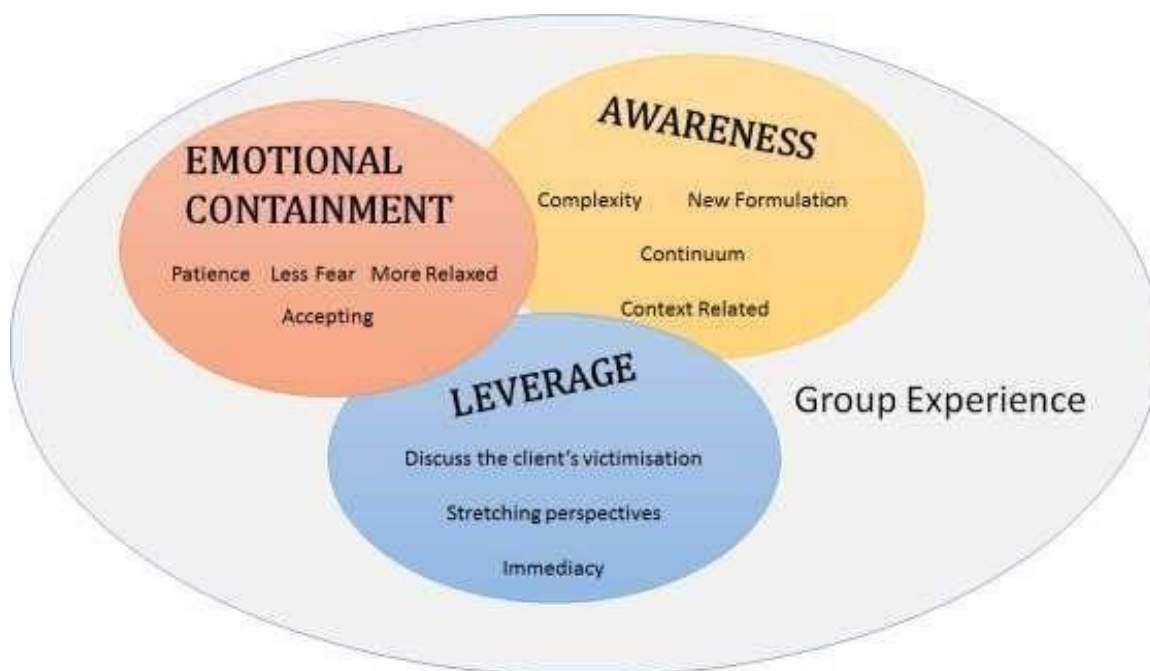 EMOTIONAL
CONTAINMENT
Patience Less Fear More Relaxed
Accepting
AWARENESS
Complexity New Formulation
Continuum
Context Related
LEVERAGE
Discuss the client's victimisation
Stretching perspectives
Immediacy
Group Experience